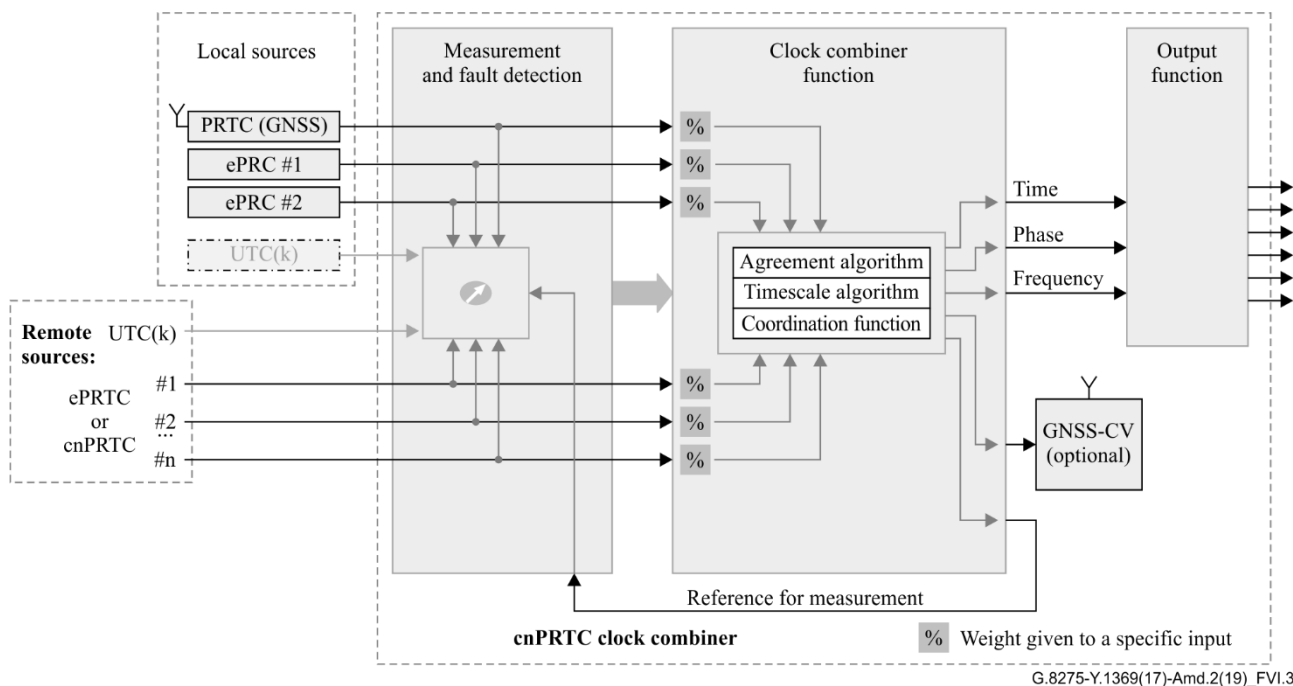 Local sources
Measurement
and fault detection
Clock combiner
function
Output
function
PRTC (GNSS)
ePRC #1
ePRC #2
UTC(k)
%
%
%
Time
Phase
Frequency
Agreement algorithm
Timescale algorithm
Coordination function
Remote
sources:
UTC(k)
ePRTC
or
cnPRTC
#1
#2
...
#n
%
%
%
GNSS-CV
(optional)
Reference for measurement
cnPRTC clock combiner
% Weight given to a specific input
G.8275-Y.1369(17)-Amd.2(19)_FVI.3